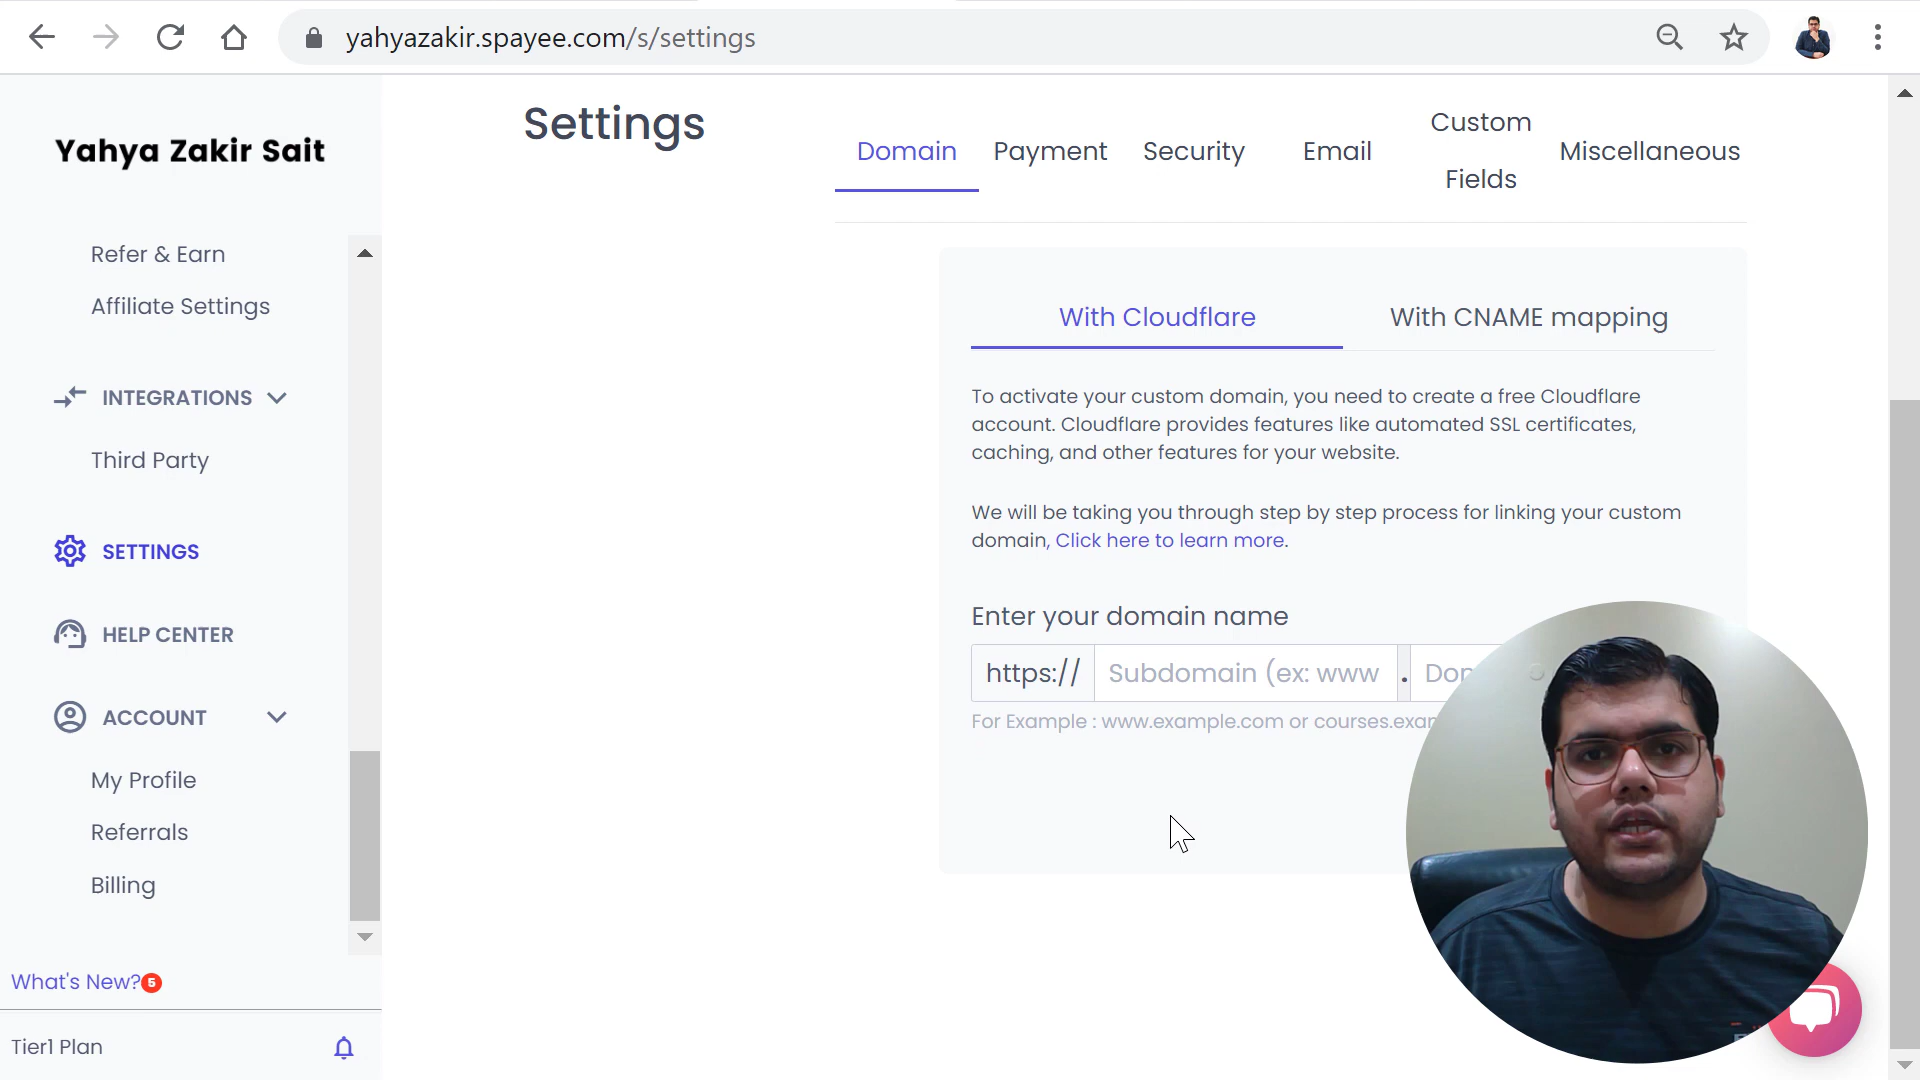 yahyazakir.spayee.com/s/settings
Yahya Zakir Sait
Refer & Earn
Affiliate Settings
INTEGRATIONS
Third Party
SETTINGS
HELP CENTER
ACCOUNT
My Profile
Referrals
Billing
What's New? 5
Tier1 Plan
Settings
Domain
Payment
Security
Email
Custom
Fields
Miscellaneous
With Cloudflare
With CNAME mapping
To activate your custom domain, you need to create a free Cloudflare
account. Cloudflare provides features like automated SSL certificates,
caching, and other features for your website.
We will be taking you through step by step process for linking your custom
domain, Click here to learn more.
Enter your domain name
https:// Subdomain (ex: www .
For Example : www.example.com or